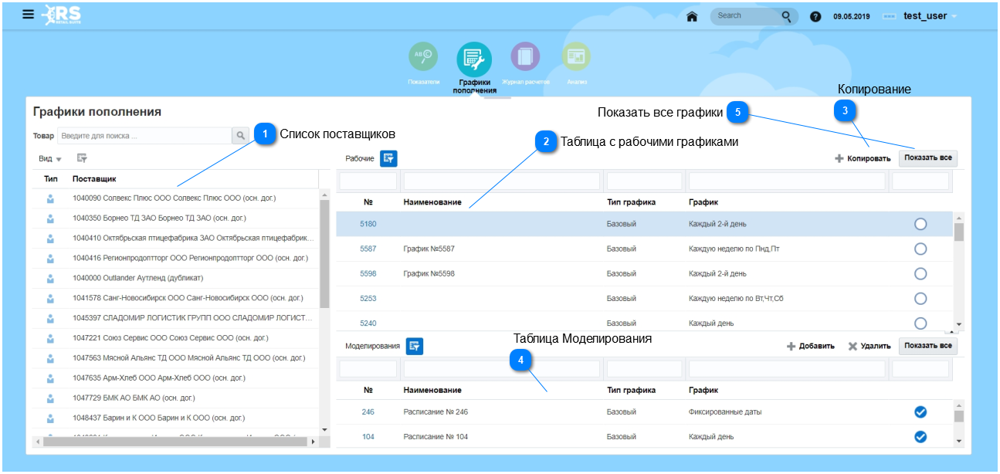 RS
RETAIL SUITE
Search
?
09.05.2019
test_user
AB C
Показатели
Графики пополнения
Журнал расчетов
Анализ
Копирование
3
Показать все графики 5
Графики пополнения
Товар Введите для поиска ...
1 Список поставщиков
2 Таблица с рабочими графиками
Вид
Рабочие
Копировать Показать все
Тип Поставщик
1040090 Солвекс Плюс ООО Солвекс Плюс ООО (осн. дог.)
1040350 Борнео ТД ЗАО Борнео ТД ЗАО (осн. дог.)
1040410 Октябрьская птицефабрика ЗАО Октябрьская птицефабрик...
1040416 Регионпродоптторг ООО Регионпродоптторг ООО (осн. дог.)
1040000 Outlander Аутленд (дубликат)
1041578 Санг-Новосибирск ООО Санг-Новосибирск ООО (осн. дог.)
1045397 СЛАДОМИР ЛОГИСТИК ГРУПП ООО СЛАДОМИР ЛОГИСТ...
1047221 Союз Сервис ООО Союз Сервис ООО (осн. дог.)
1047563 Мясной Альянс ТД ООО Мясной Альянс ТД ООО (осн. дог.)
1047635 Арм-Хлеб ООО Арм-Хлеб ООО (осн. дог.)
1047729 БМК АО БМК АО (осн. дог.)
1048437 Барин и К ООО Барин и К ООО (осн. дог.)
№ Наименование Тип графика График
5180 Базовый Каждый 2-й день
5587 График №5587 Базовый Каждую неделю по Пнд,Пт
5598 График №5598 Базовый Каждый 2-й день
5253 Базовый Каждую неделю по Вт,Чт,Сб
5240 Базовый Каждый день
Таблица Моделирования
4
Моделирования
Добавить Удалить Показать все
№ Наименование Тип графика График
246 Расписание № 246 Базовый Фиксированные даты
104 Расписание № 104 Базовый Каждый день